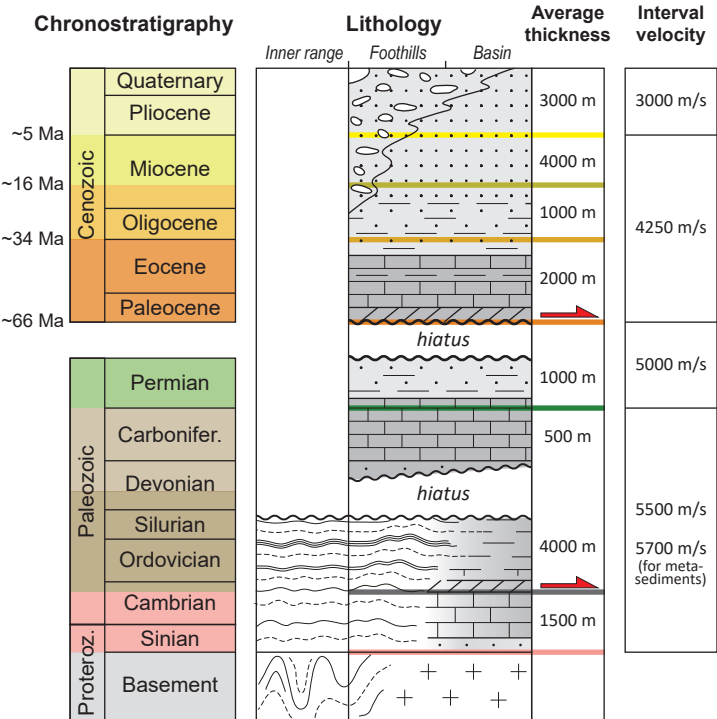 Chronostratigraphy
Lithology
Average
thickness
Interval
velocity
Inner range
Foothills
Basin
Quaternary
Pliocene
3000 m
3000 m/s
~5 Ma
Cenozoic
Miocene
4000 m
~16 Ma
Oligocene
1000 m
4250 m/s
~34 Ma
Eocene
2000 m
Paleocene
~66 Ma
hiatus
Permian
1000 m
5000 m/s
Paleozoic
Carbonifer.
500 m
Devonian
hiatus
Silurian
5500 m/s
Ordovician
4000 m
5700 m/s
(for meta-
sediments)
Cambrian
1500 m
Sinian
Proteroz.
Basement